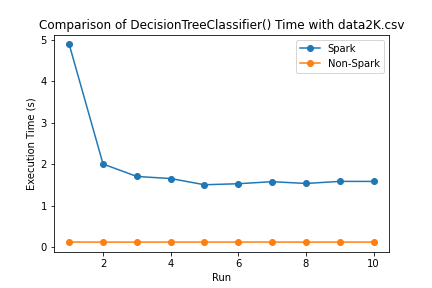 Comparison of DecisionTreeClassifier() Time with data2K.csv
Spark
Non-Spark
Execution Time (s)
5
4
3
2
1
0
2 4 6 8 10
Run